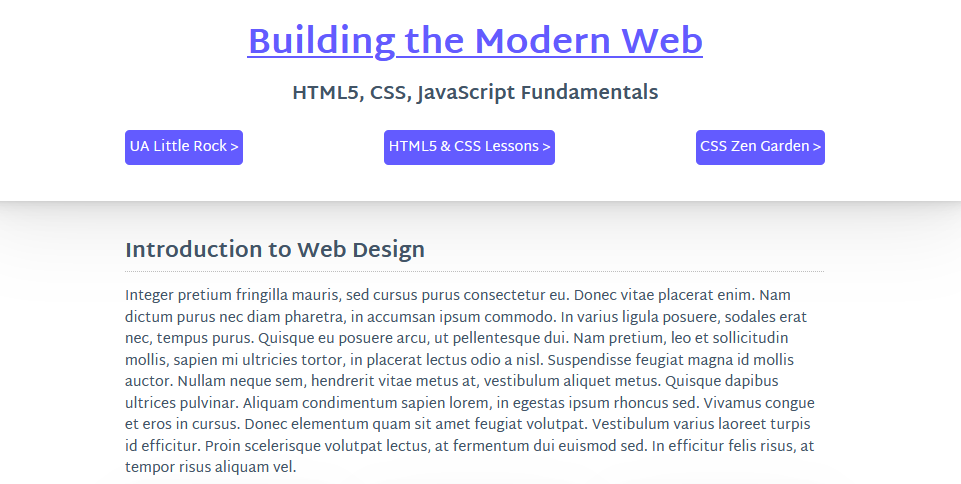 Building the Modern Web
HTML5, CSS, JavaScript Fundamentals
UA Little Rock >
HTML5 & CSS Lessons >
CSS Zen Garden >
Introduction to Web Design
Integer pretium fringilla mauris, sed cursus purus consectetur eu. Donec vitae placerat enim. Nam
dictum purus nec diam pharetra, in accumsan ipsum commodo. In varius ligula posuere, sodales erat
nec, tempus purus. Quisque eu posuere arcu, ut pellentesque dui. Nam pretium, leo et sollicitudin
mollis, sapien mi ultricies tortor, in placerat lectus odio a nisl. Suspendisse feugiat magna id mollis
auctor. Nullam neque sem, hendrerit vitae metus at, vestibulum aliquet metus. Quisque dapibus
ultrices pulvinar. Aliquam condimentum sapien lorem, in egestas ipsum rhoncus sed. Vivamus congue
et eros in cursus. Donec elementum quam sit amet feugiat volutpat. Vestibulum varius laoreet turpis
id efficitur. Proin scelerisque volutpat lectus, at fermentum dui euismod sed. In efficitur felis risus, at
tempor risus aliquam vel.